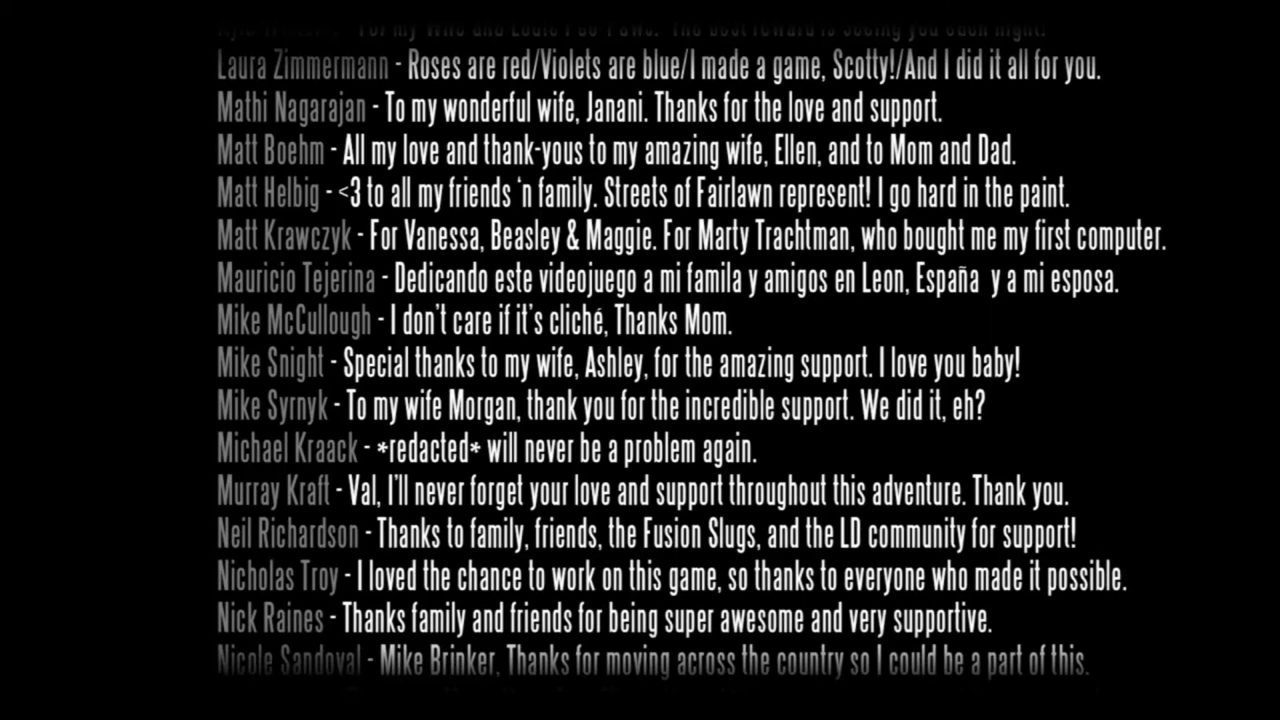 Laura Zimmermann - Roses are red/Violets are blue/I made a game, Scotty!/And I did it all for you.
Mathi Nagarajan - To my wonderful wife, Janani. Thanks for the love and support.
Matt Boehm - All my love and thank-yous to my amazing wife, Ellen, and to Mom and Dad.
Matt Helbig - <3 to all my friends ‘n family. Streets of Fairlawn represent! I go hard in the paint.
Matt Krawczyk - For Vanessa, Beasley & Maggie. For Marty Trachtman, who bought me my first computer.
Mauricio Tejerina - Dedicando este videojuego a mi famila y amigos en Leon, España  y a mi esposa.
Mike McCullough - I don't care if it's cliché, Thanks Mom.
Mike Snight - Special thanks to my wife, Ashley, for the amazing support. I love you baby!
Mike Syrnyk - To my wife Morgan, thank you for the incredible support. We did it, eh?
Michael Kraack - *redacted* will never be a problem again.
Murray Kraft - Val, I'll never forget your love and support throughout this adventure. Thank you.
Neil Richardson - Thanks to family, friends, the Fusion Slugs, and the LD community for support!
Nicholas Troy - I loved the chance to work on this game, so thanks to everyone who made it possible.
Nick Raines - Thanks family and friends for being super awesome and very supportive.
Nicole Sandoval - Mike Brinker, Thanks for moving across the country so I could be a part of this.